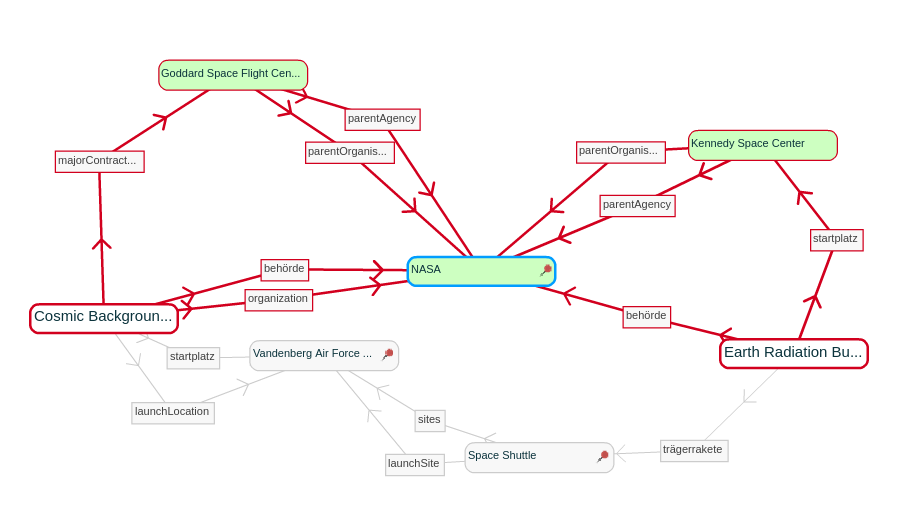 Goddard Space Flight Cen...
parentAgency
majorContract...
parentOrganis...
parentOrganis...
Kennedy Space Center
parentAgency
startplatz
behörde
NASA
organization
Cosmic Backgroun...
behörde
startplatz
Vandenberg Air Force ...
Earth Radiation Bu...
launchLocation
sites
launchSite
Space Shuttle
trägerrakete